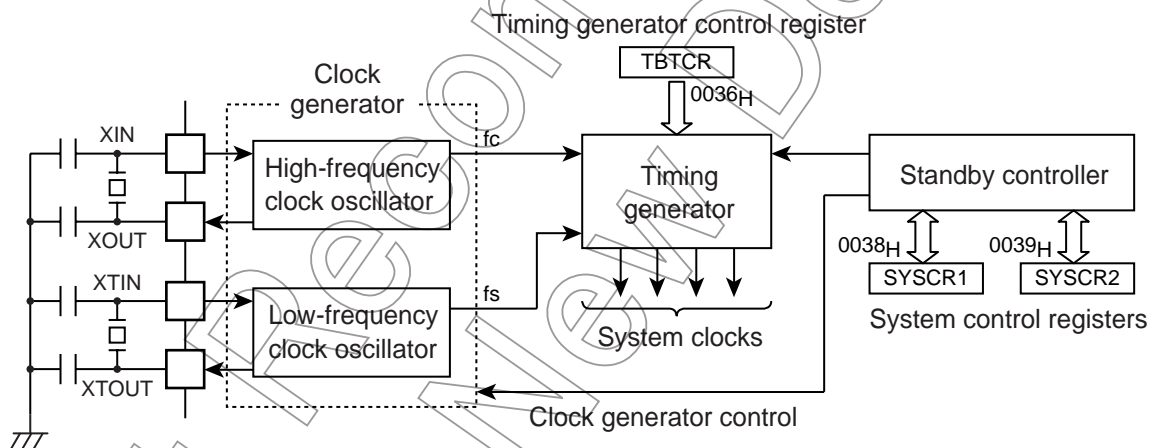 Timing generator control register
TBTCR
0036H
Clock
generator
XIN
XOUT
XTIN
XTOUT
High-frequency
clock oscillator
fc
Low-frequency
clock oscillator
fs
Timing
generator
System clocks
Standby controller
0038H
0039H
SYSCR1
SYSCR2
System control registers
Clock generator control